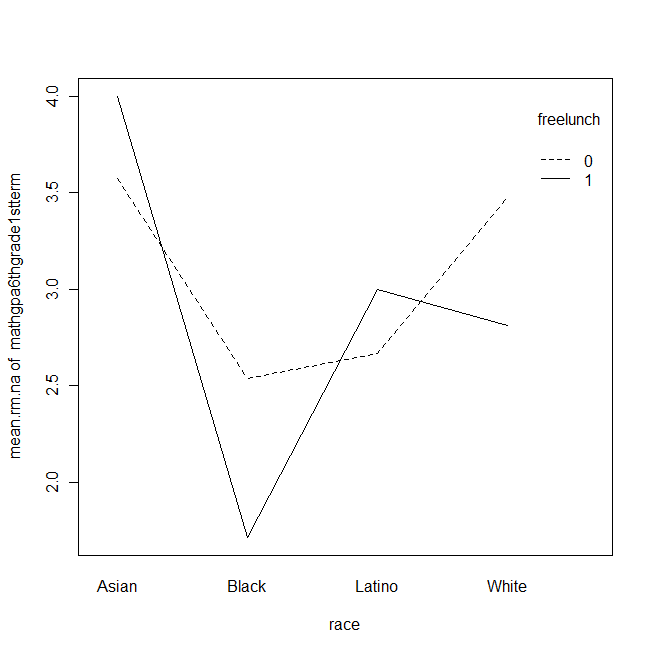 freelunch
0
1
4.0
3.5
3.0
2.5
2.0
mean.rm.na of  mathgpa6thgrade1stterm
Asian Black Latino White
race